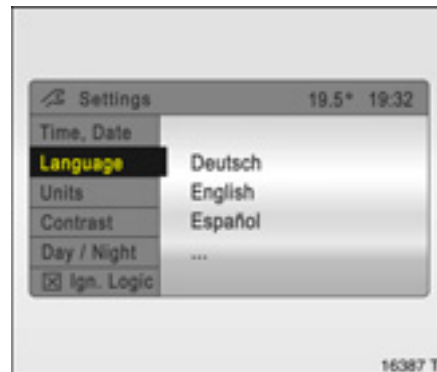 Settings 19.5° 19:32
Time, Date
Language Deutsch
Units English
Contrast Español
Day / Night ...
Ign. Logic
16387 T